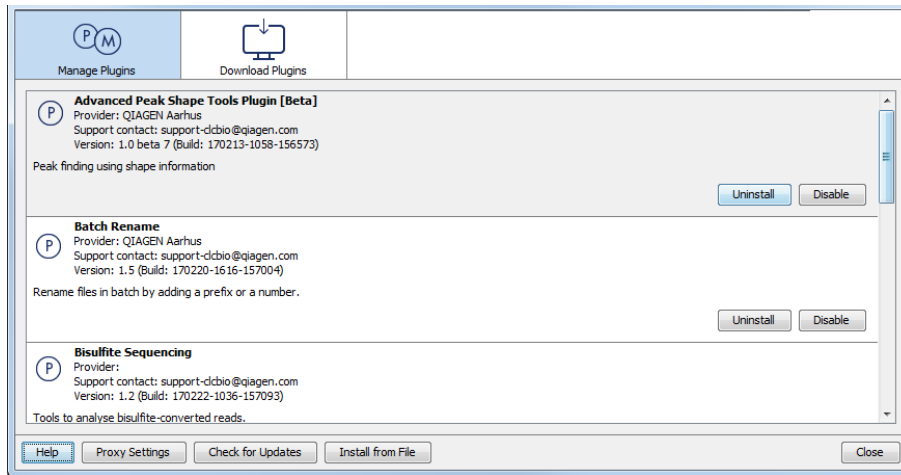 P M
Manage Plugins
Download Plugins
P
Advanced Peak Shape Tools Plugin [Beta]
Provider: QIAGEN Aarhus
Support contact: support-clcbio@qiagen.com
Version: 1.0 beta 7 (Build: 170213-1058-156573)
Peak finding using shape information
Uninstall
Disable
P
Batch Rename
Provider: QIAGEN Aarhus
Support contact: support-clcbio@qiagen.com
Version: 1.5 (Build: 170220-1616-157004)
Rename files in batch by adding a prefix or a number.
Uninstall
Disable
P
Bisulfite Sequencing
Provider:
Support contact: support-clcbio@qiagen.com
Version: 1.2 (Build: 170222-1036-157093)
Tools to analyse bisulfite-converted reads.
Help
Proxy Settings
Check for Updates
Install from File
Close